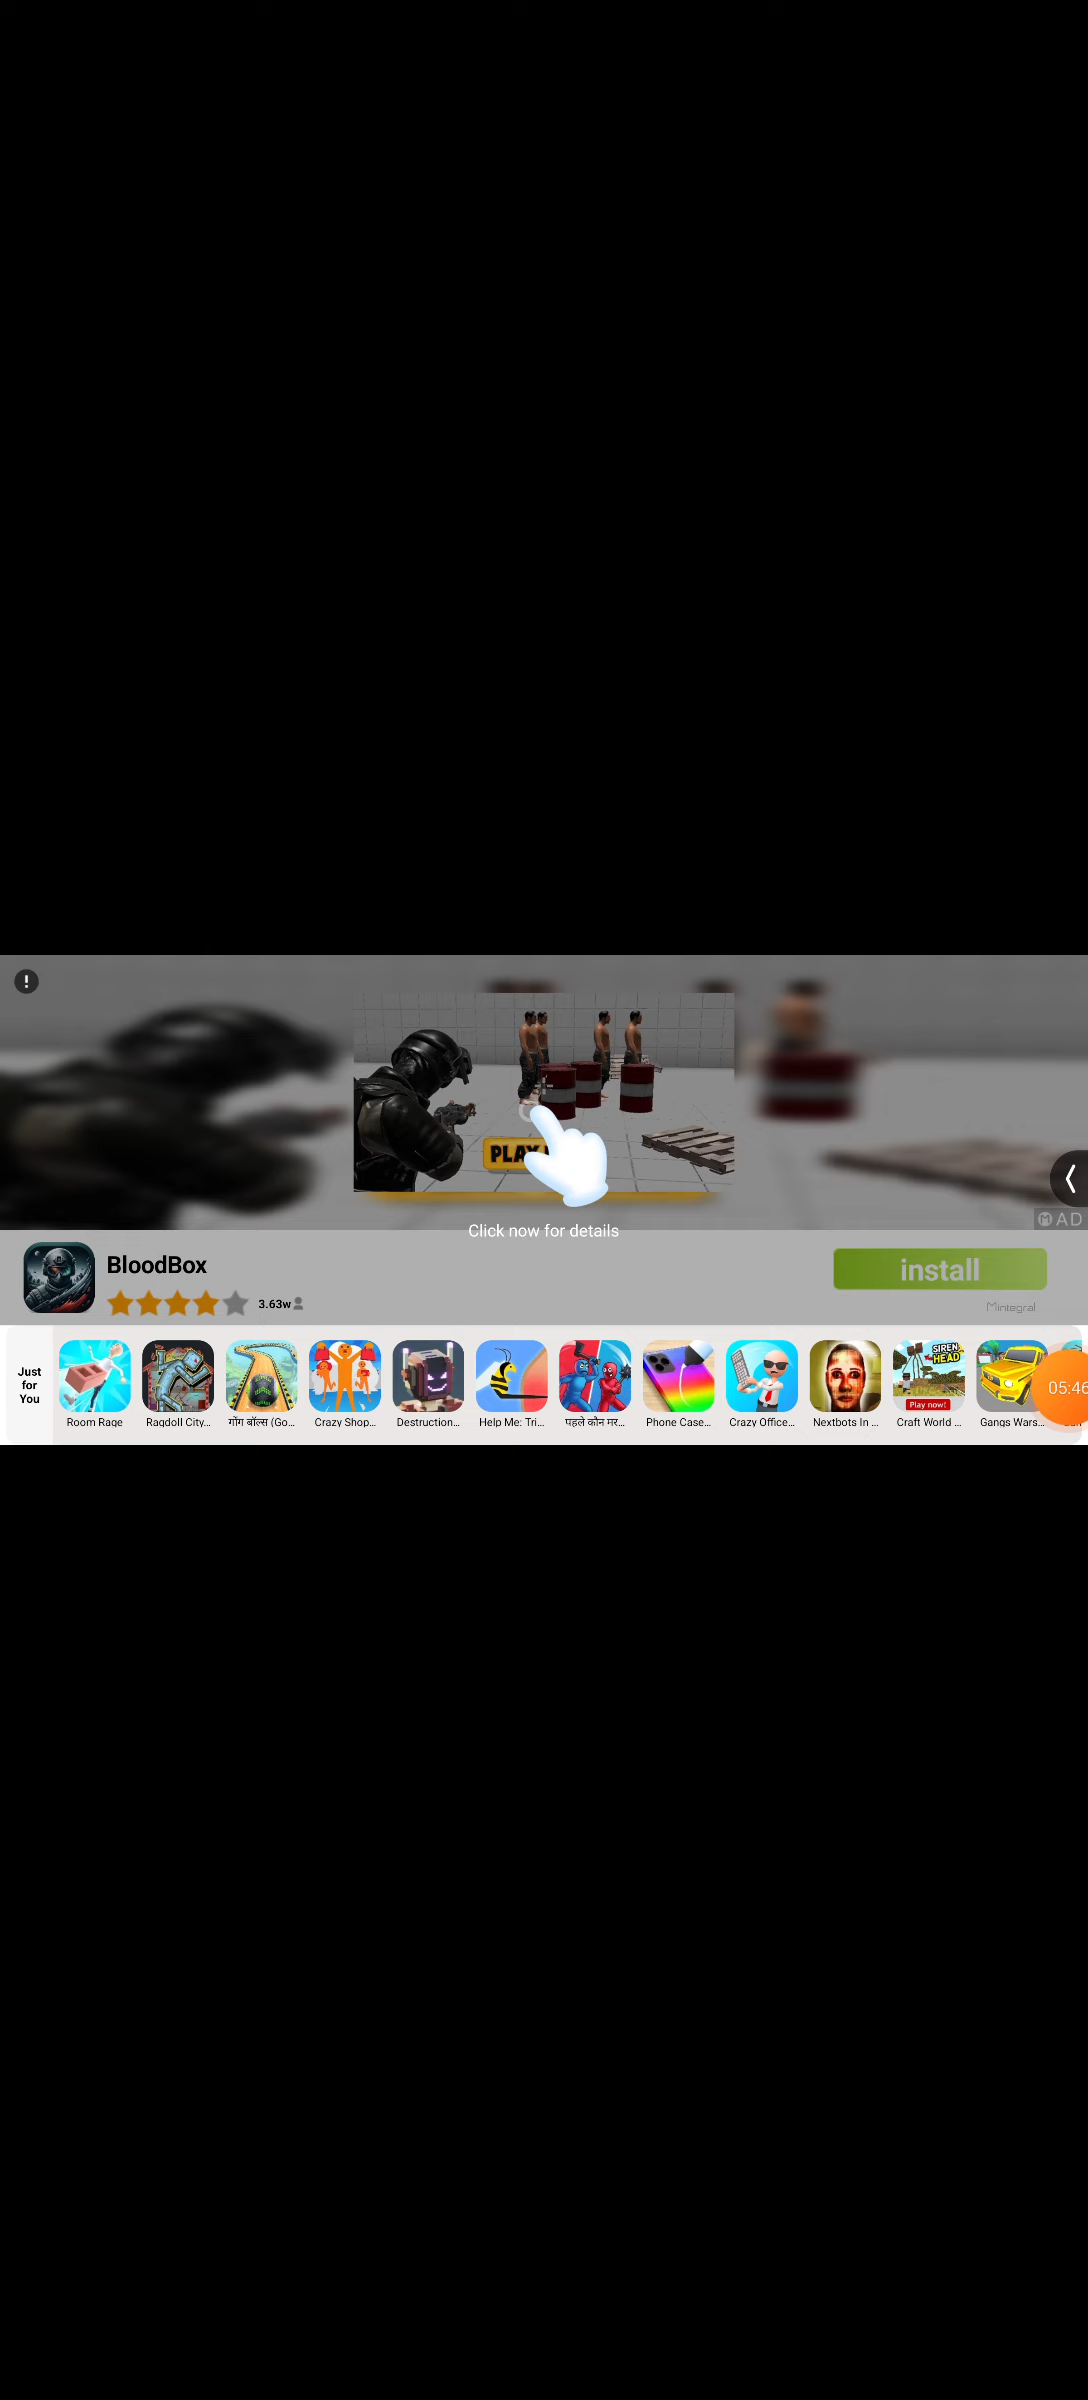 !
PLAY
Click now for details
AD
BloodBox
install
3.63w
Mintegral
Just
for
You
SIREN
HEAD
Play now!
05:46
Room Rage
Ragdoll City...
गोंग बॉल्स (Go...
Crazy Shop...
Destruction...
Help Me: Tri...
पहले कौन मर...
Phone Case...
Crazy Office...
Nextbots In ...
Craft World ...
Gangs Wars...